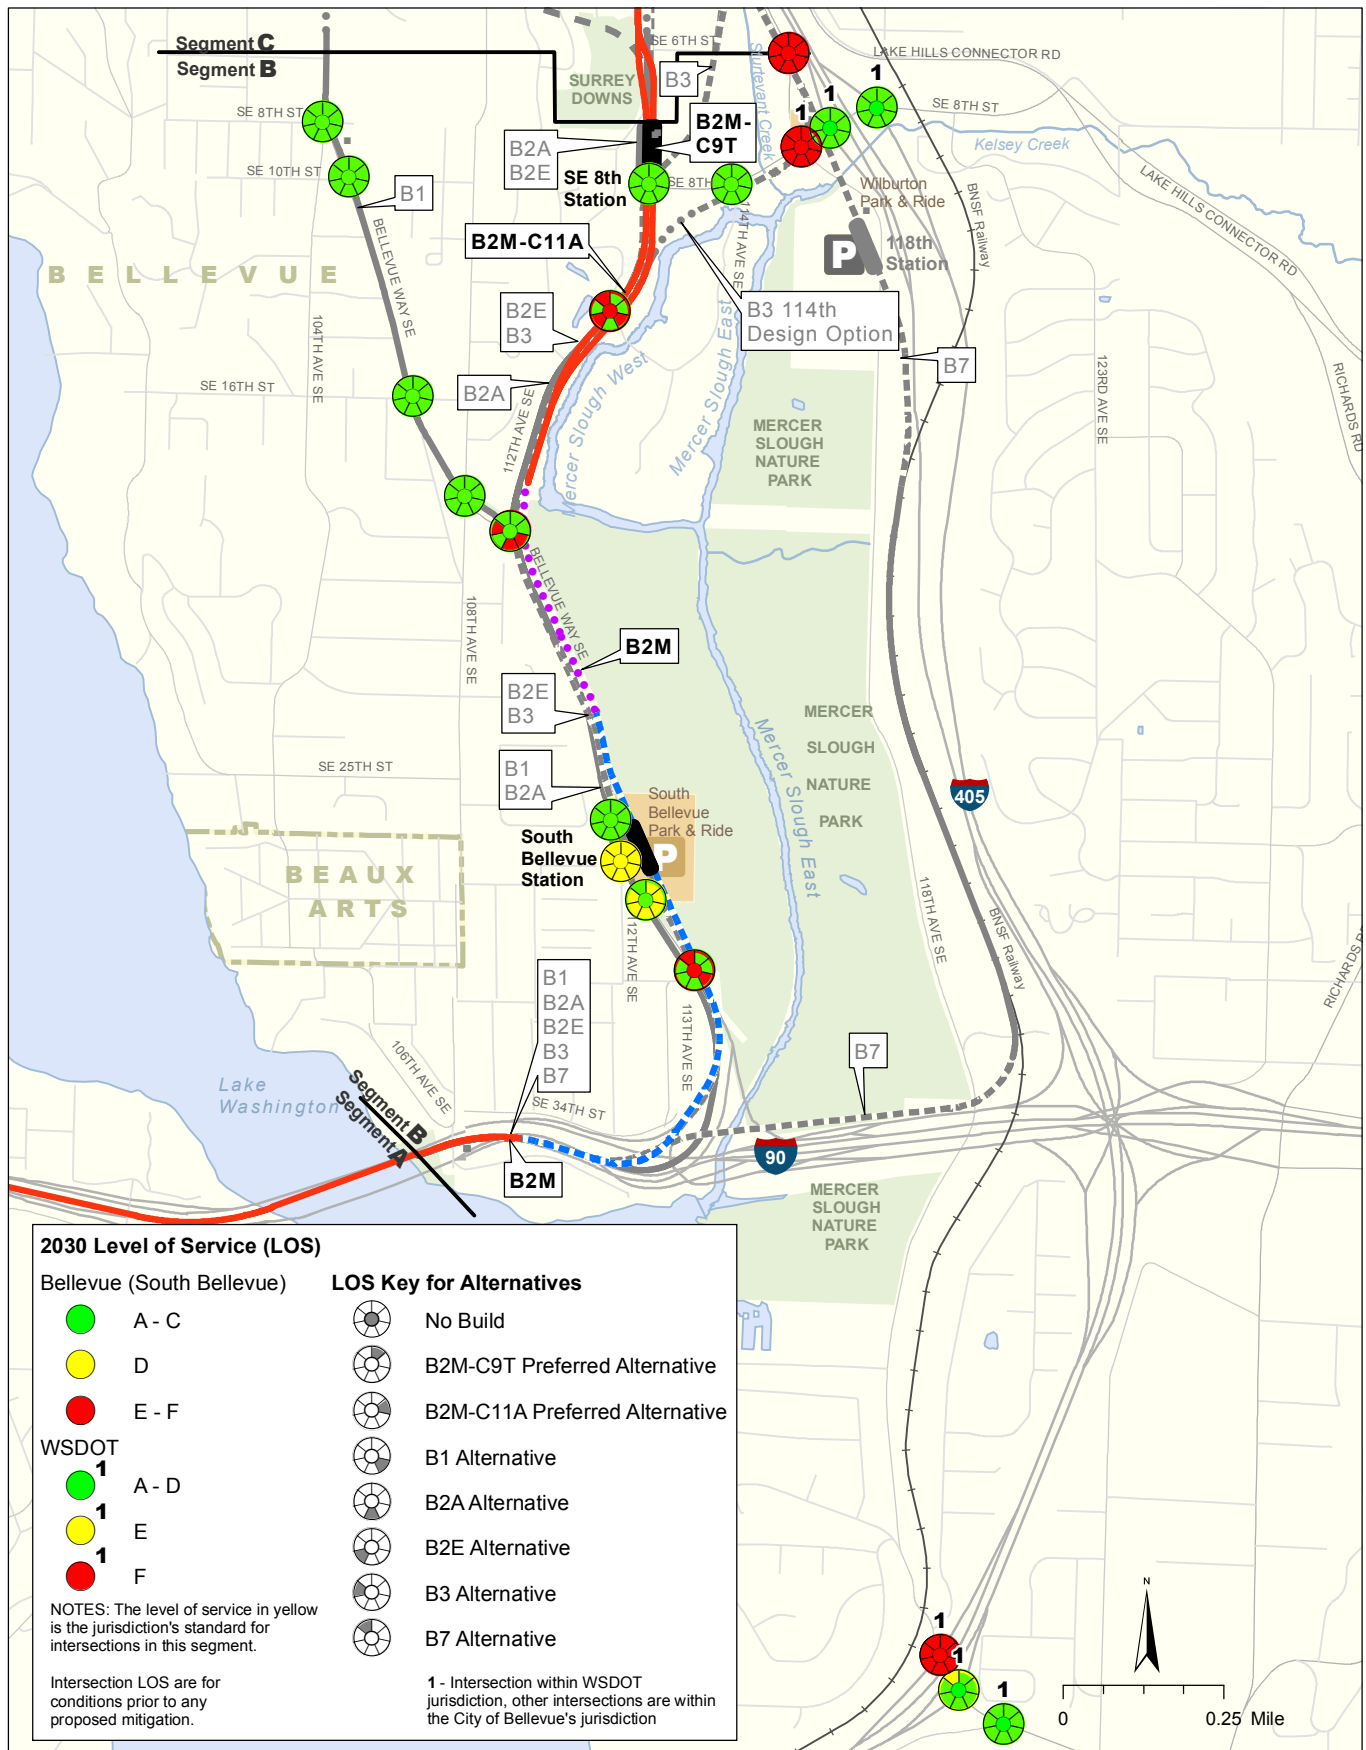 Segment C
Segment B
SE 6TH ST
LAKE HILLS CONNECTOR RD
SURREY
DOWNS
B3
Sturtevant Creek
1
1
1
SE 8TH ST
SE 8TH ST
B2M-
C9T
Kelsey Creek
B2A
B2E
SE 10TH ST
SE 8th
Station
SE 8TH
Wilburton
Park & Ride
LAKE HILLS CONNECTOR RD
B1
BELLEVUE WAY SE
114TH AVE SE
BNSF Railway
B2M-C11A
P
118th
Station
BELLEVUE
B2E
B3
B3 114th
Design Option
104TH AVE SE
Mercer Slough West
Mercer Slough East
B7
123RD AVE SE
RICHARDS RD
SE 16TH ST
B2A
112TH AVE SE
MERCER
SLOUGH
NATURE
PARK
BELLEVUE WAY SE
108TH AVE SE
B2M
B2E
B3
MERCER
SLOUGH
NATURE
PARK
Mercer Slough East
SE 25TH ST
B1
B2A
405
South
Bellevue
Park & Ride
South
Bellevue
Station
P
BEAUX
ARTS
112TH AVE SE
118TH AVE SE
BNSF Railway
RICHARDS R
B1
B2A
B2E
B3
B7
113TH AVE SE
106TH AVE SE
B7
Lake
Washington
Segment B
Segment A
SE 34TH ST
90
B2M
MERCER
SLOUGH
NATURE
PARK
2030 Level of Service (LOS)
Bellevue (South Bellevue)
A - C
D
E - F
WSDOT
1
A - D
1
E
1
F
NOTES: The level of service in yellow
is the jurisdiction's standard for
intersections in this segment.
Intersection LOS are for
conditions prior to any
proposed mitigation.
LOS Key for Alternatives
No Build
B2M-C9T Preferred Alternative
B2M-C11A Preferred Alternative
B1 Alternative
B2A Alternative
B2E Alternative
B3 Alternative
B7 Alternative
1 - Intersection within WSDOT
jurisdiction, other intersections are within
the City of Bellevue's jurisdiction
1
1
1
N
0 0.25 Mile